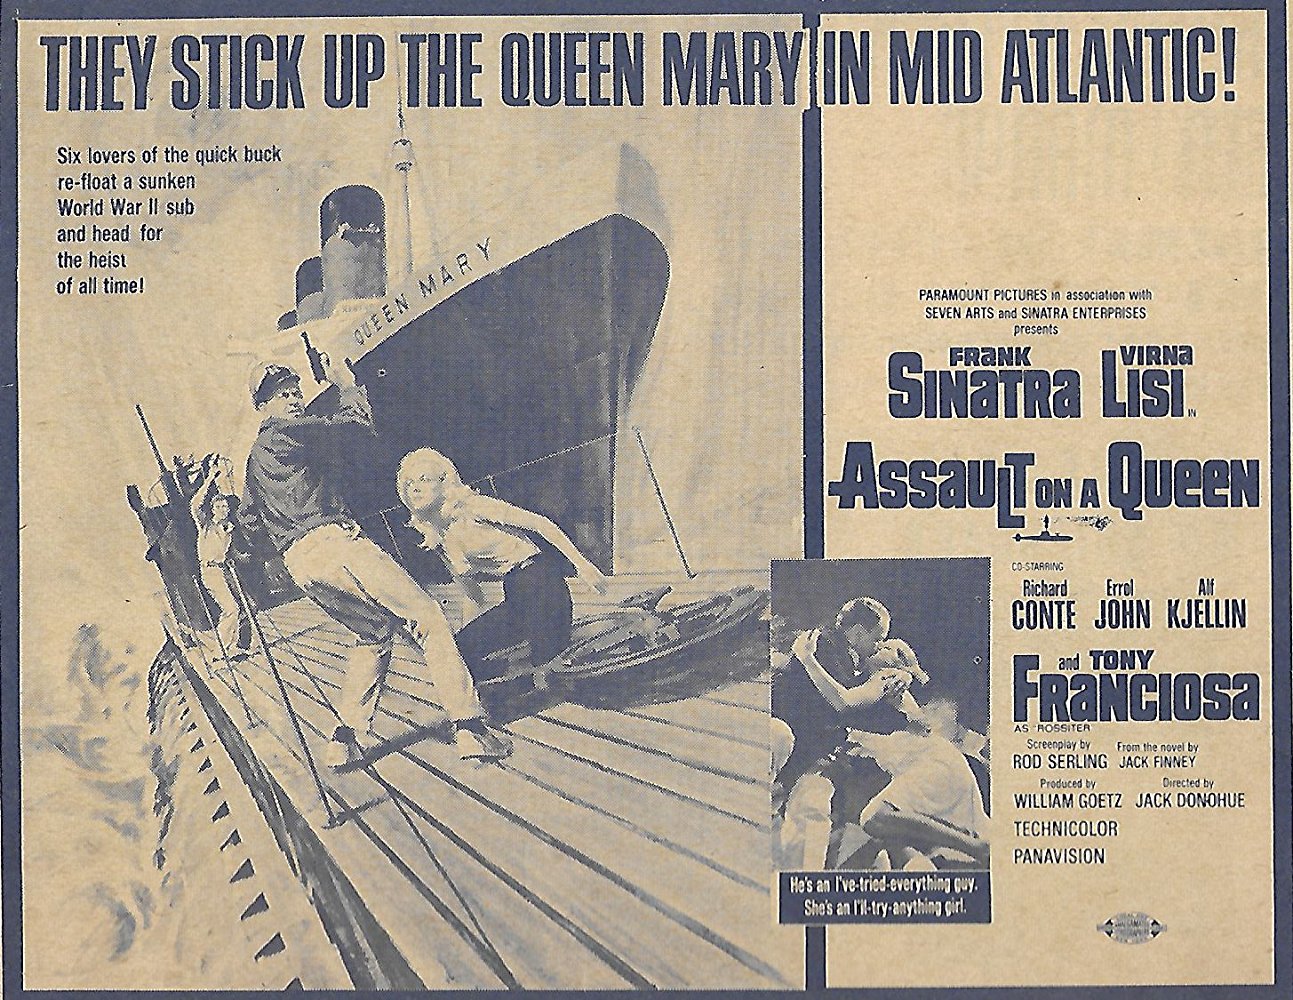 THEY STICK UP THE QUEEN MARY IN MID ATLANTIC!
Six lovers of the quick buck
re-float a sunken
World War II sub
and head for
the heist
of all time!
QUEEN MARY
PARAMOUNT PICTURES in association with
SEVEN ARTS and SINATRA ENTERPRISES
presents
FRANK SINATRA VIRNA LISI
IN
ASSAULT ON A QUEEN
CO-STARRING
Richard CONTE Errol JOHN Alf KJELLIN
and TONY
FRANCIOSA
AS "ROSSITER"
Screenplay by ROD SERLING
From the novel by JACK FINNEY
Produced by WILLIAM GOETZ
Directed by JACK DONOHUE
TECHNICOLOR
PANAVISION
He's an I've-tried-everything guy.
She's an I'll-try-anything girl.